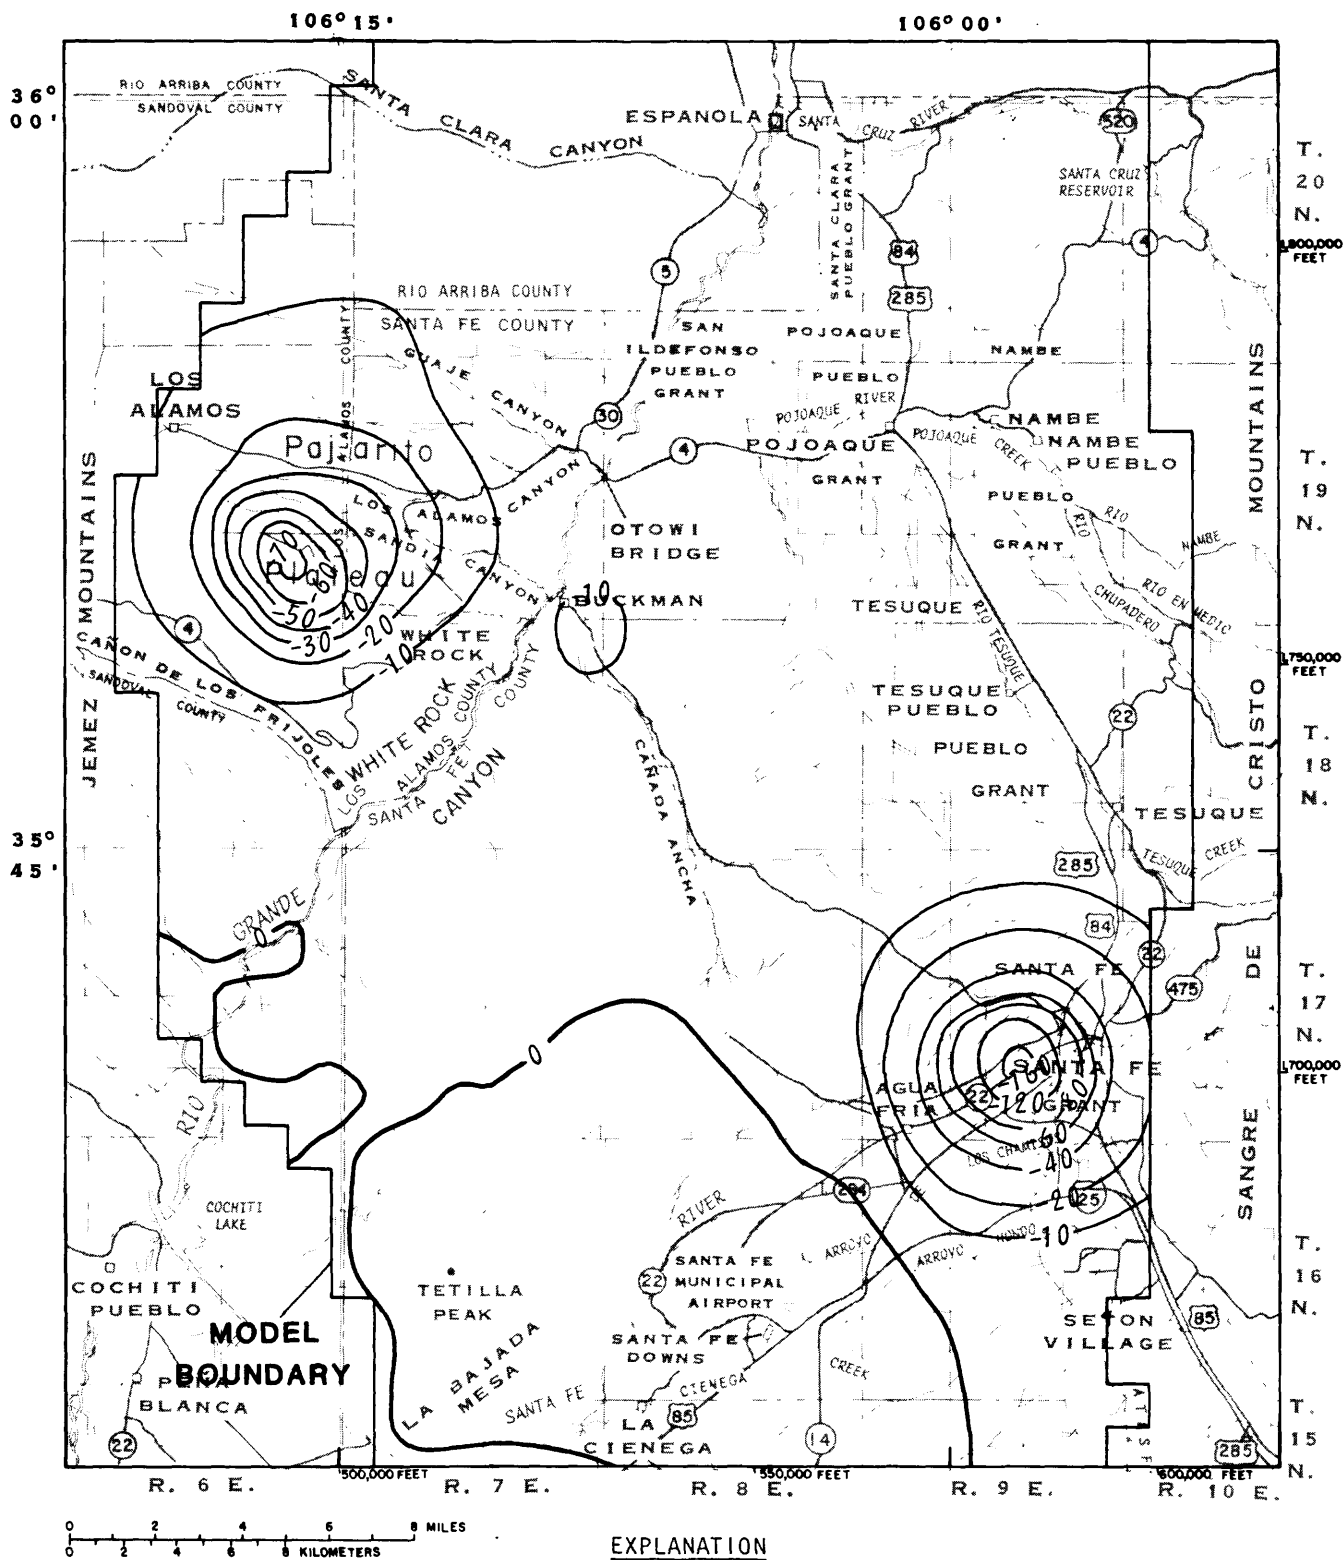 106° 15'
106° 00'
36°
00'
RIO ARRIBA COUNTY
SANDOVAL COUNTY
SANTA CLARA CANYON
ESPANOLA
SANTA CRUZ RIVER
520
T.
20
N.
SANTA CRUZ
RESERVOIR
SANTA CLARA
PUEBLO GRANT
1,800,000
FEET
4
84
5
285
RIO ARRIBA COUNTY
SANTA FE COUNTY
SAN
ILDEFONSO
PUEBLO
GRANT
POJOAQUE
PUEBLO
NAMBE
LOS
ALAMOS
LOS ALAMOS COUNTY
GUAJE CANYON
30
POJOAQUE RIVER
NAMBE
NAMBE
PUEBLO
Pajarito
4
POJOAQUE
GRANT
POJOAQUE CREEK
PUEBLO
GRANT
T.
19
N.
MOUNTAINS
LOS ALAMOS CANYON
SANDIA CANYON
OTOWI
BRIDGE
RIO
RIO NAMBE
RIO EN MEDIO
CHUPADERO
-70
-60
Plateau
-50
-40
-30
-20
-10
10
BUCKMAN
TESUQUE
RIO TESUQUE
WHITE
ROCK
4
CAÑON DE LOS FRIJOLES
SANDOVAL
COUNTY
1,750,000
FEET
TESUQUE
PUEBLO
PUEBLO
GRANT
22
T.
18
N.
JEMEZ MOUNTAINS
WHITE ROCK
CANYON
LOS ALAMOS COUNTY
SANTA FE COUNTY
CAÑADA ANCHA
TESUQUE
TESUQUE CREEK
35°
45'
285
84
22
475
RIO GRANDE
0
SANTA FE
DE
CRISTO
T.
17
N.
0
SANTA FE
1,700,000
FEET
AGUA
FRIA
22
GRANT
-160
-120
-80
-60
-40
-20
-10
LOS CHAMISOS
25
284
RIVER
ARROYO
ARROYO HONDO
SANGRE
COCHITI
LAKE
COCHITI
PUEBLO
TETILLA
PEAK
22
SANTA FE
MUNICIPAL
AIRPORT
T.
16
N.
MODEL
BOUNDARY
SANTA FE
DOWNS
SETON
VILLAGE
85
PEÑA
BLANCA
LA BAJADA
MESA
SANTA FE
CIENEGA
CREEK
85
LA
CIENEGA
14
22
A T & S F
285
T.
15
N.
500,000 FEET
550,000 FEET
600,000 FEET
R. 6 E.
R. 7 E.
R. 8 E.
R. 9 E.
R. 10 E.
0 2 4 6 8 MILES
0 2 4 6 8 KILOMETERS
EXPLANATION